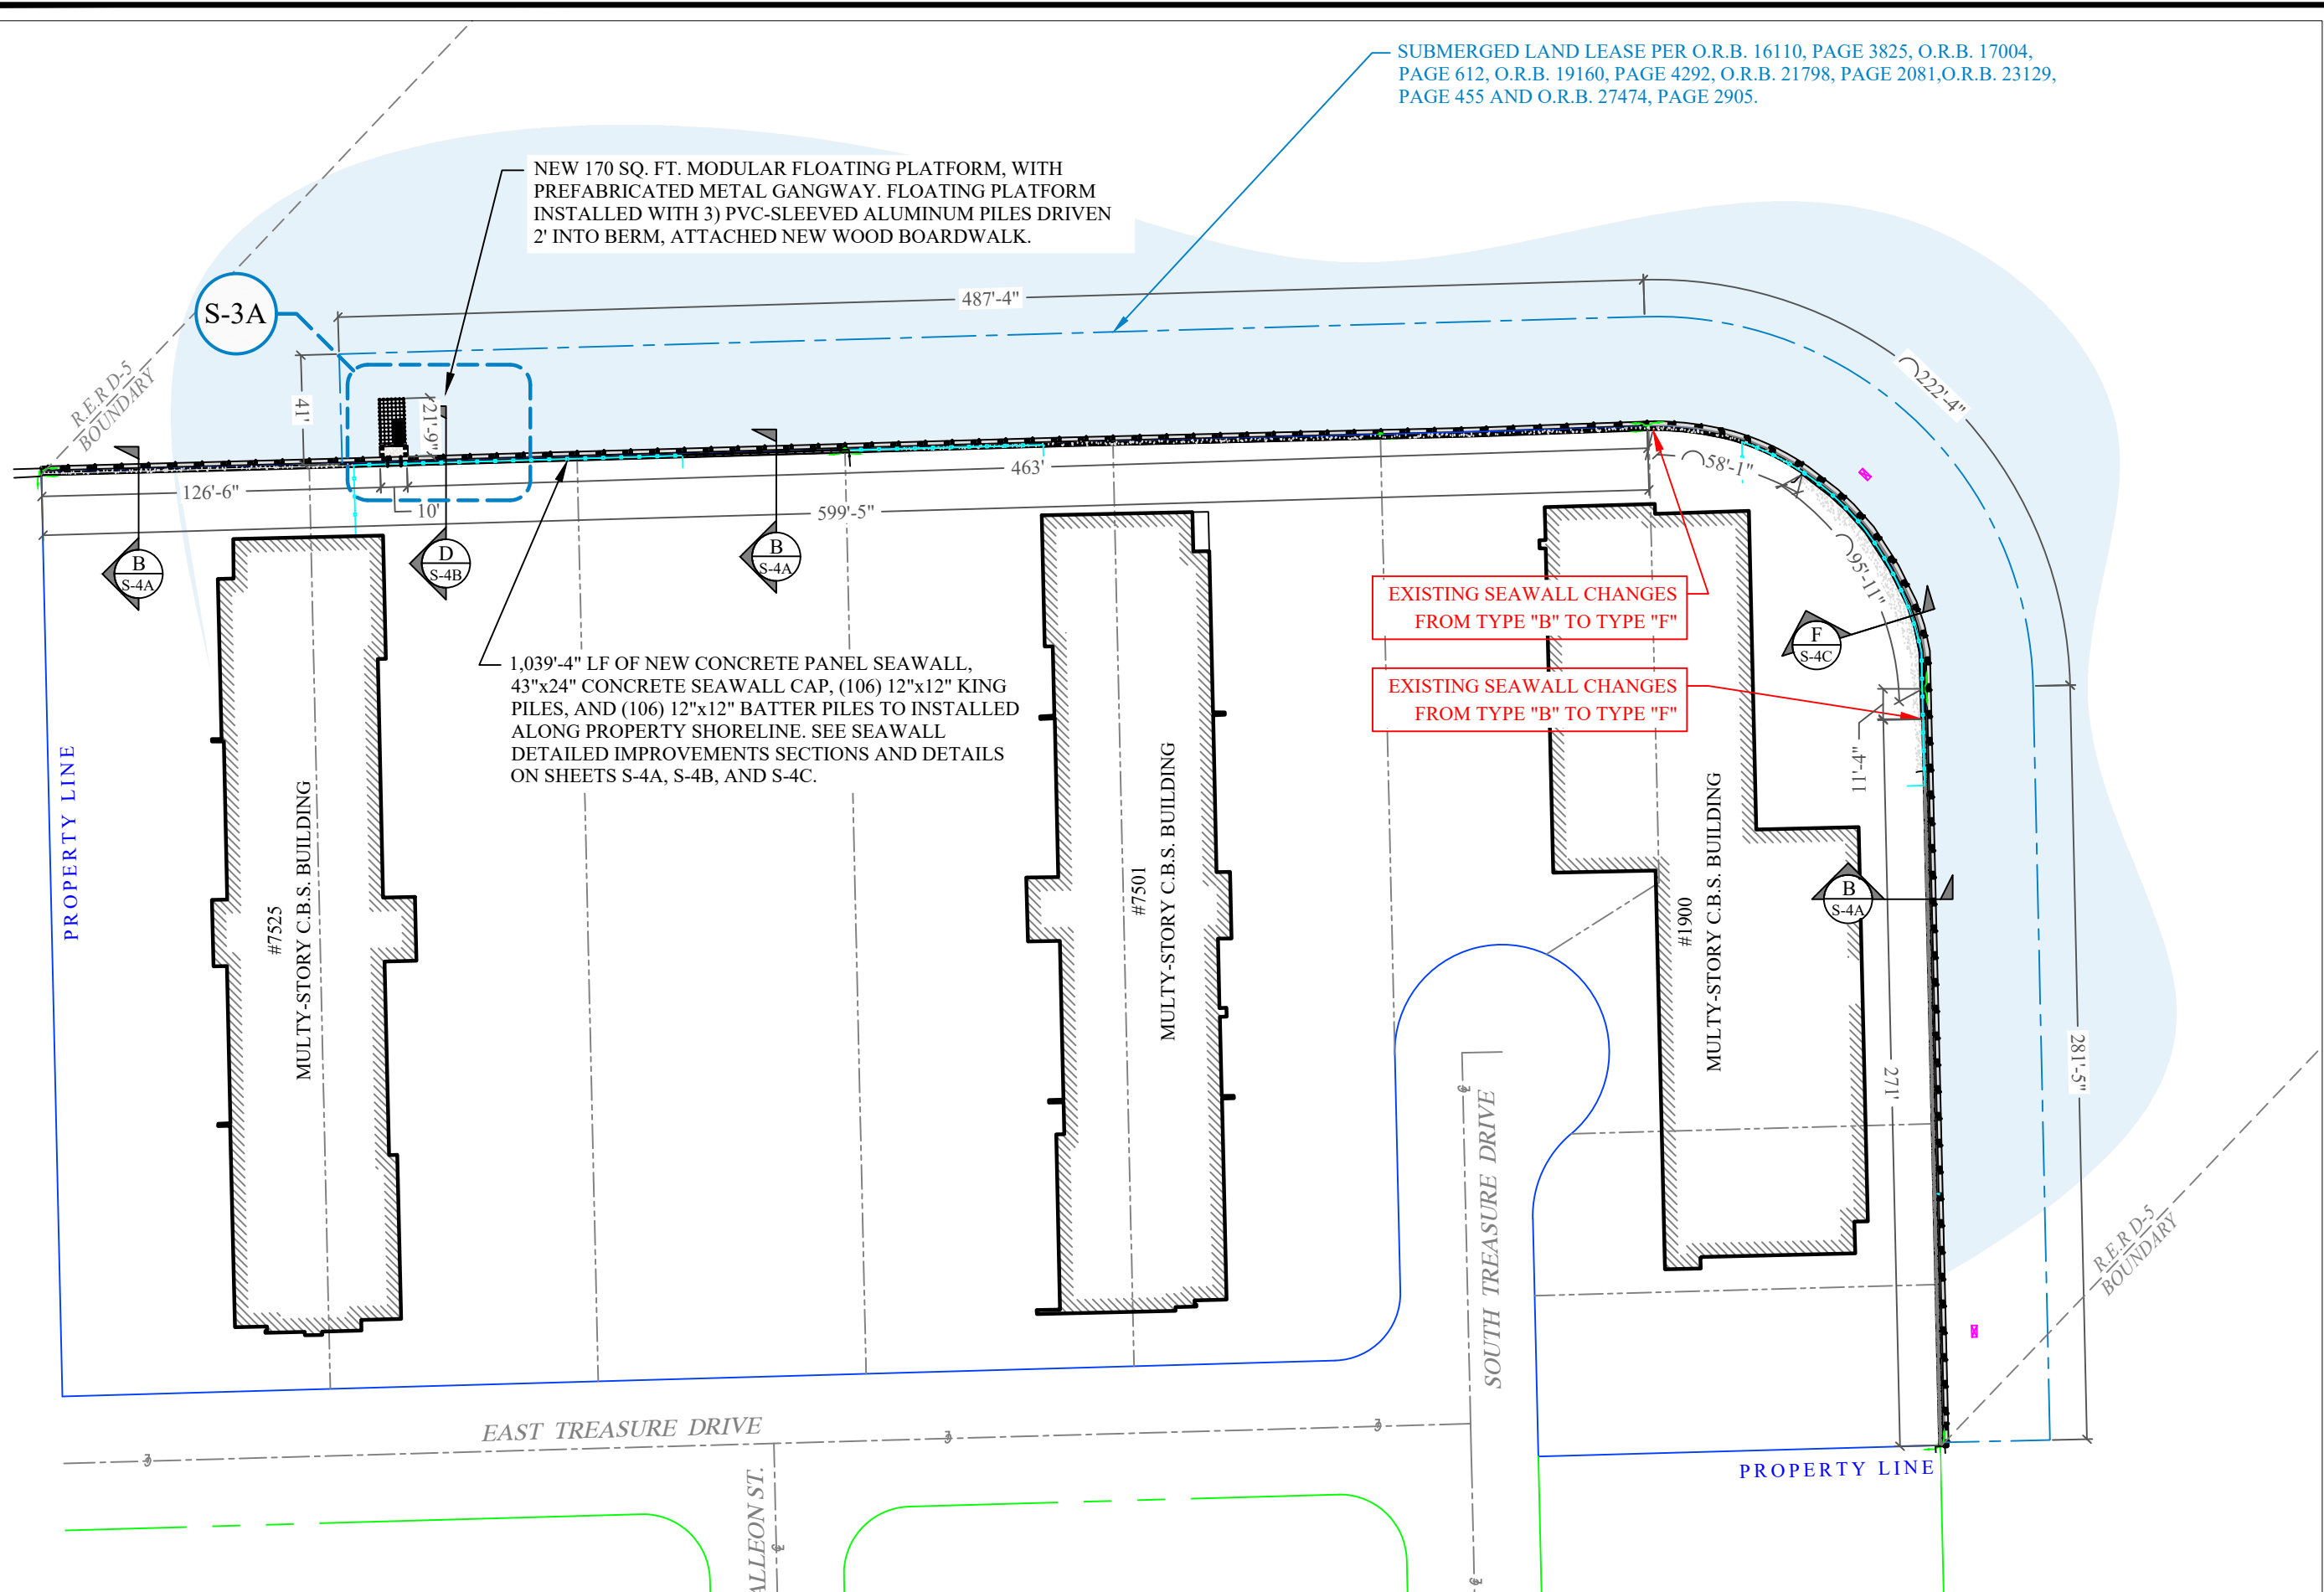 SUBMERGED LAND LEASE PER O.R.B. 16110, PAGE 3825, O.R.B. 17004,
PAGE 612, O.R.B. 19160, PAGE 4292, O.R.B. 21798, PAGE 2081,O.R.B. 23129,
PAGE 455 AND O.R.B. 27474, PAGE 2905.
NEW 170 SQ. FT. MODULAR FLOATING PLATFORM, WITH
PREFABRICATED METAL GANGWAY. FLOATING PLATFORM
INSTALLED WITH 3) PVC-SLEEVED ALUMINUM PILES DRIVEN
2' INTO BERM, ATTACHED NEW WOOD BOARDWALK.
S-3A
487'-4"
222'-4"
R.E.R D-5
BOUNDARY
41'
21'-9"
126'-6"
10'
463'
599'-5"
58'-1"
95'-11"
B
S-4A
D
S-4B
B
S-4A
EXISTING SEAWALL CHANGES
FROM TYPE "B" TO TYPE "F"
F
S-4C
EXISTING SEAWALL CHANGES
FROM TYPE "B" TO TYPE "F"
1,039'-4" LF OF NEW CONCRETE PANEL SEAWALL,
43"x24" CONCRETE SEAWALL CAP, (106) 12"x12" KING
PILES, AND (106) 12"x12" BATTER PILES TO INSTALLED
ALONG PROPERTY SHORELINE. SEE SEAWALL
DETAILED IMPROVEMENTS SECTIONS AND DETAILS
ON SHEETS S-4A, S-4B, AND S-4C.
11'-4"
PROPERTY LINE
#7525
MULTY-STORY C.B.S. BUILDING
#7501
MULTY-STORY C.B.S. BUILDING
#1900
MULTY-STORY C.B.S. BUILDING
B
S-4A
271'
281'-5"
R.E.R D-5
BOUNDARY
SOUTH TREASURE DRIVE
EAST TREASURE DRIVE
PROPERTY LINE
ALLEON ST.